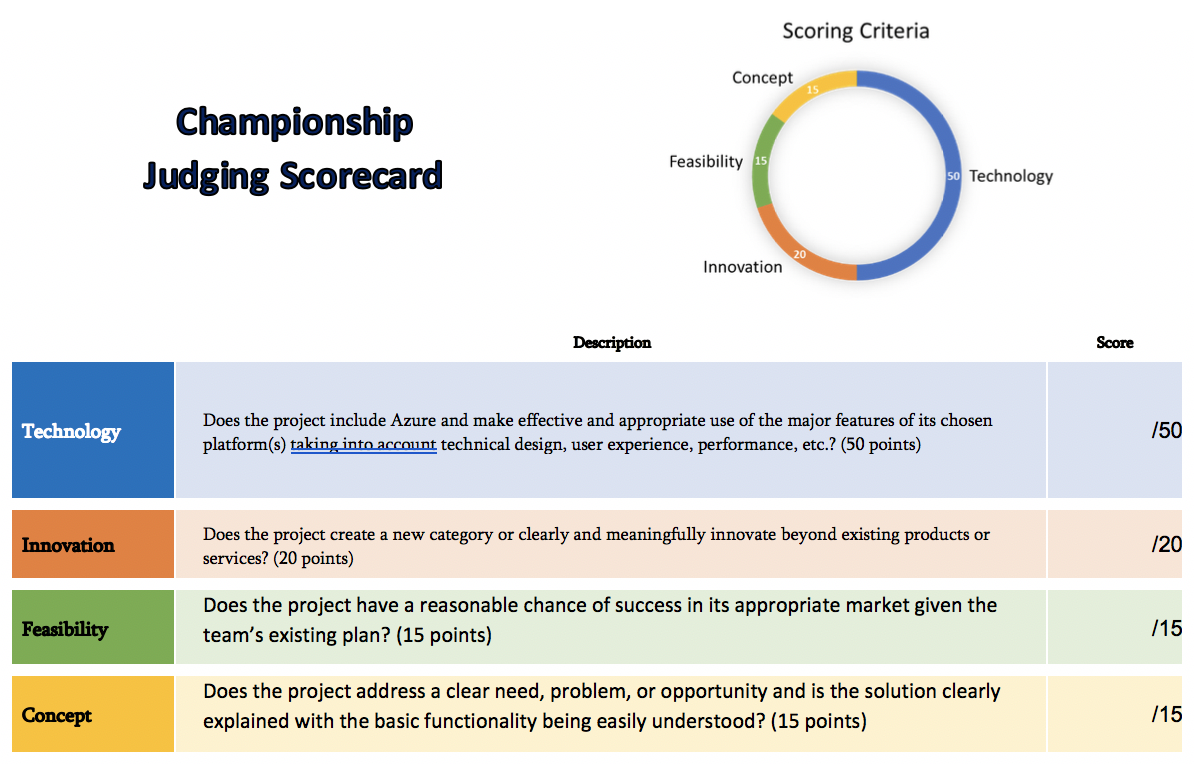 Scoring Criteria
Championship
Judging Scorecard
Concept
15
Feasibility
15
50
Technology
20
Innovation
Description
Score
Technology
Does the project include Azure and make effective and appropriate use of the major features of its chosen
platform(s) taking into account technical design, user experience, performance, etc.? (50 points)
/50
Innovation
Does the project create a new category or clearly and meaningfully innovate beyond existing products or
services? (20 points)
/20
Feasibility
Does the project have a reasonable chance of success in its appropriate market given the
team’s existing plan? (15 points)
/15
Concept
Does the project address a clear need, problem, or opportunity and is the solution clearly
explained with the basic functionality being easily understood? (15 points)
/15